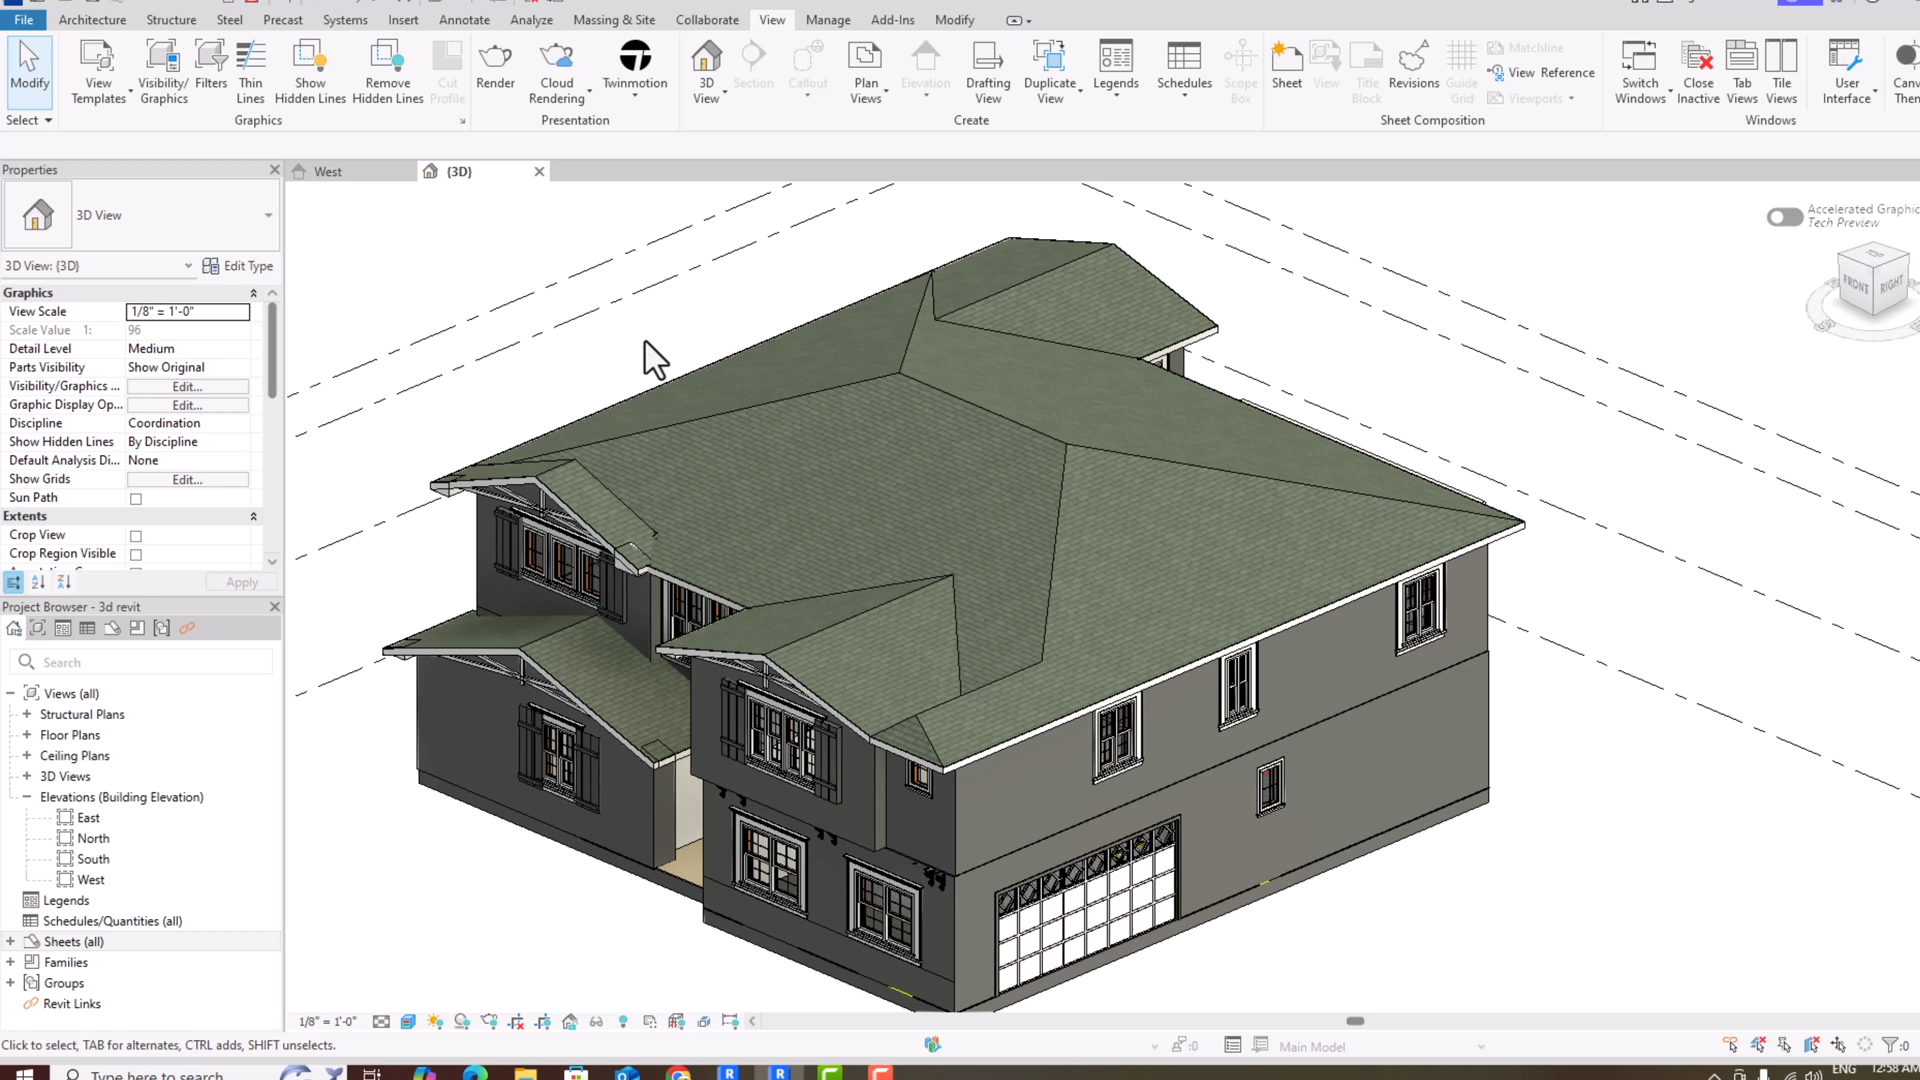 File Architecture Structure Steel Precast Systems Insert Annotate Analyze Massing & Site Collaborate View Manage Add-Ins Modify
Modify
View Templates
Visibility/ Graphics
Filters
Thin Lines
Show Hidden Lines
Remove Hidden Lines
Cut Profile
Render
Cloud Rendering
Twinmotion
3D View
Section
Callout
Plan Views
Elevation
Drafting View
Duplicate View
Legends
Schedules
Scope Box
Sheet
View
Title Block
Revisions
Guide Grid
Matchline
View Reference
Viewports
Switch Windows
Close Inactive
Tab Views
Tile Views
User Interface
Canv
Then
Select Graphics Presentation Create Sheet Composition Windows
Properties
West
{3D}
3D View
3D View: {3D}
Edit Type
Graphics
View Scale 1/8" = 1'-0"
Scale Value 1: 96
Detail Level Medium
Parts Visibility Show Original
Visibility/Graphics ... Edit...
Graphic Display Op... Edit...
Discipline Coordination
Show Hidden Lines By Discipline
Default Analysis Di... None
Show Grids Edit...
Sun Path
Extents
Crop View
Crop Region Visible
Apply
Accelerated Graphic
Tech Preview
TOP
FRONT
RIGHT
Project Browser - 3d revit
Search
Views (all)
Structural Plans
Floor Plans
Ceiling Plans
3D Views
Elevations (Building Elevation)
East
North
South
West
Legends
Schedules/Quantities (all)
Sheets (all)
Families
Groups
Revit Links
1/8" = 1'-0"
Click to select, TAB for alternates, CTRL adds, SHIFT unselects.
:0
Main Model
:0
Type here to search
ENG
12:58 AM